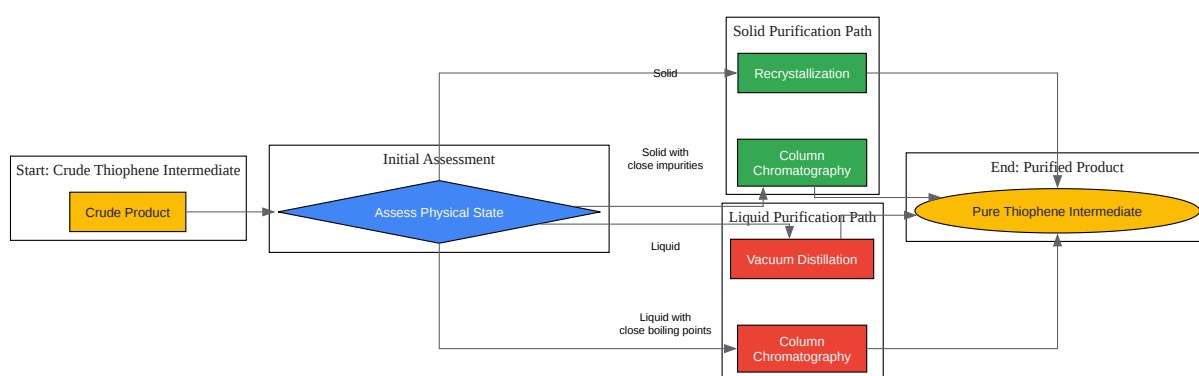 Solid Purification Path
Solid
Recrystallization
Start: Crude Thiophene Intermediate
Crude Product
Initial Assessment
Assess Physical State
Solid with
close impurities
Column
Chromatography
End: Purified Product
Pure Thiophene Intermediate
Liquid Purification Path
Liquid
Vacuum Distillation
Liquid with
close boiling points
Column
Chromatography